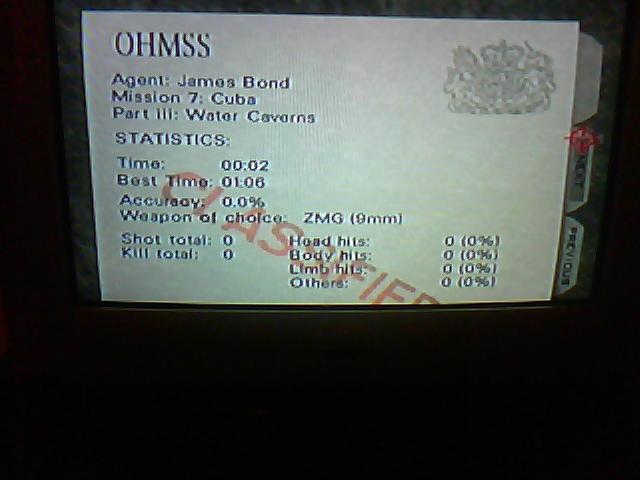 OHMSS
Agent: James Bond
Mission 7: Cuba
Part III: Water Caverns
STATISTICS:
Time: 00:02
Best Time: 01:06
Accuracy: 0.0%
Weapon of choice: ZMG (9mm)
Shot total: 0
Kill total: 0
Head hits: 0 (0%)
Body hits: 0 (0%)
Limb hits: 0 (0%)
Others: 0 (0%)
CLASSIFIED
NEXT
PREVIOUS